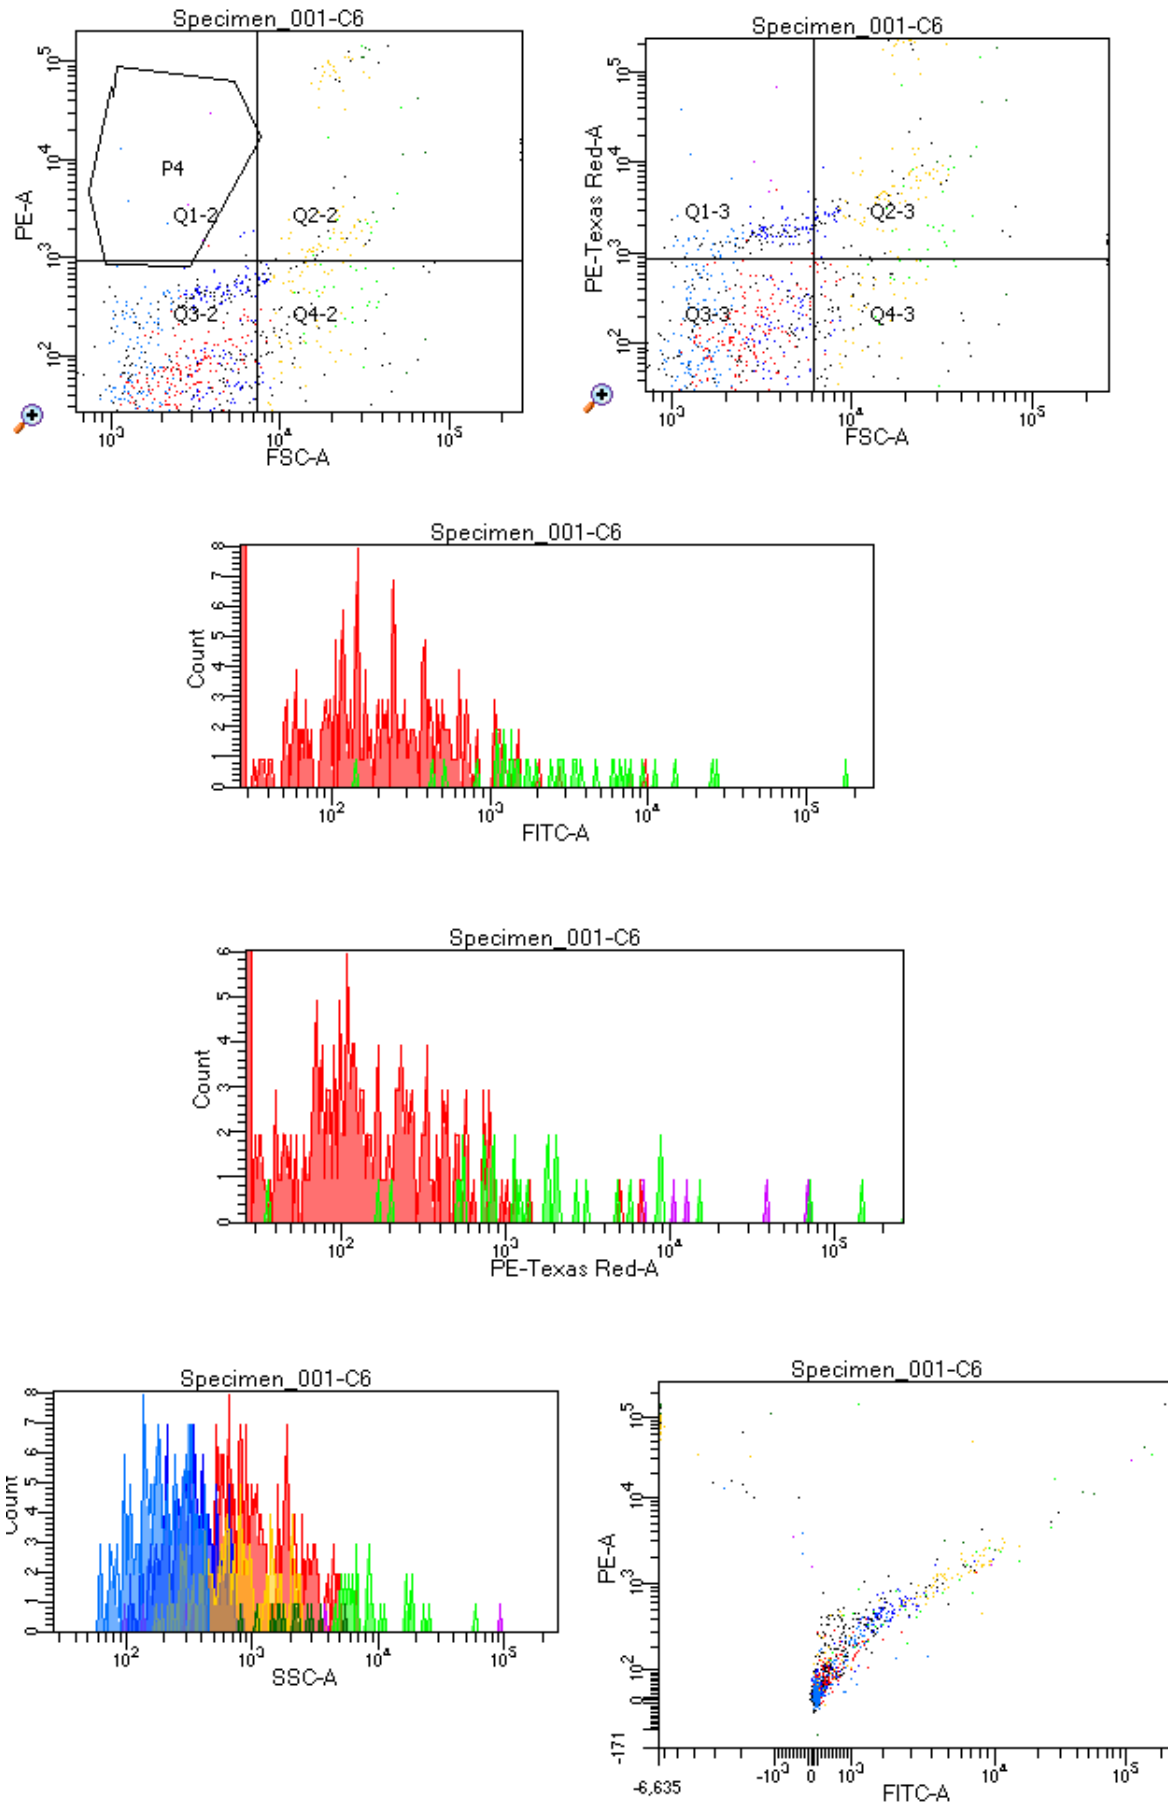 Specimen_001-C6
PE-A
10^5
10^4
10^3
10^2
P4
Q1-2
Q2-2
Q3-2
Q4-2
10^3
10^4
10^5
FSC-A
Specimen_001-C6
PE-Texas Red-A
10^5
10^4
10^3
10^2
Q1-3
Q2-3
Q3-3
Q4-3
10^3
10^4
10^5
FSC-A
Specimen_001-C6
Count
8
7
6
5
4
3
2
1
0
10^2
10^3
10^4
10^5
FITC-A
Specimen_001-C6
Count
6
5
4
3
2
1
0
10^2
10^3
10^4
10^5
PE-Texas Red-A
Specimen_001-C6
Count
8
7
6
5
4
3
2
1
0
10^2
10^3
10^4
10^5
SSC-A
Specimen_001-C6
PE-A
10^5
10^4
10^3
10^2
0
-171
-6,635
-10^3
0
10^3
10^4
10^5
FITC-A